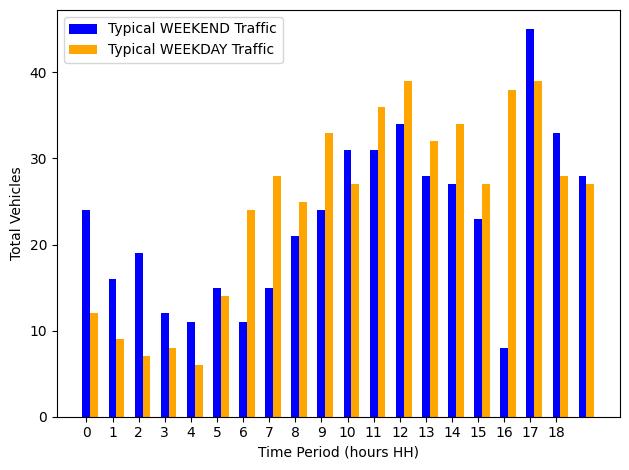 Typical WEEKEND Traffic
Typical WEEKDAY Traffic
40
30
20
10
0
0 1 2 3 4 5 6 7 8 9 10 11 12 13 14 15 16 17 18
Total Vehicles
Time Period (hours HH)